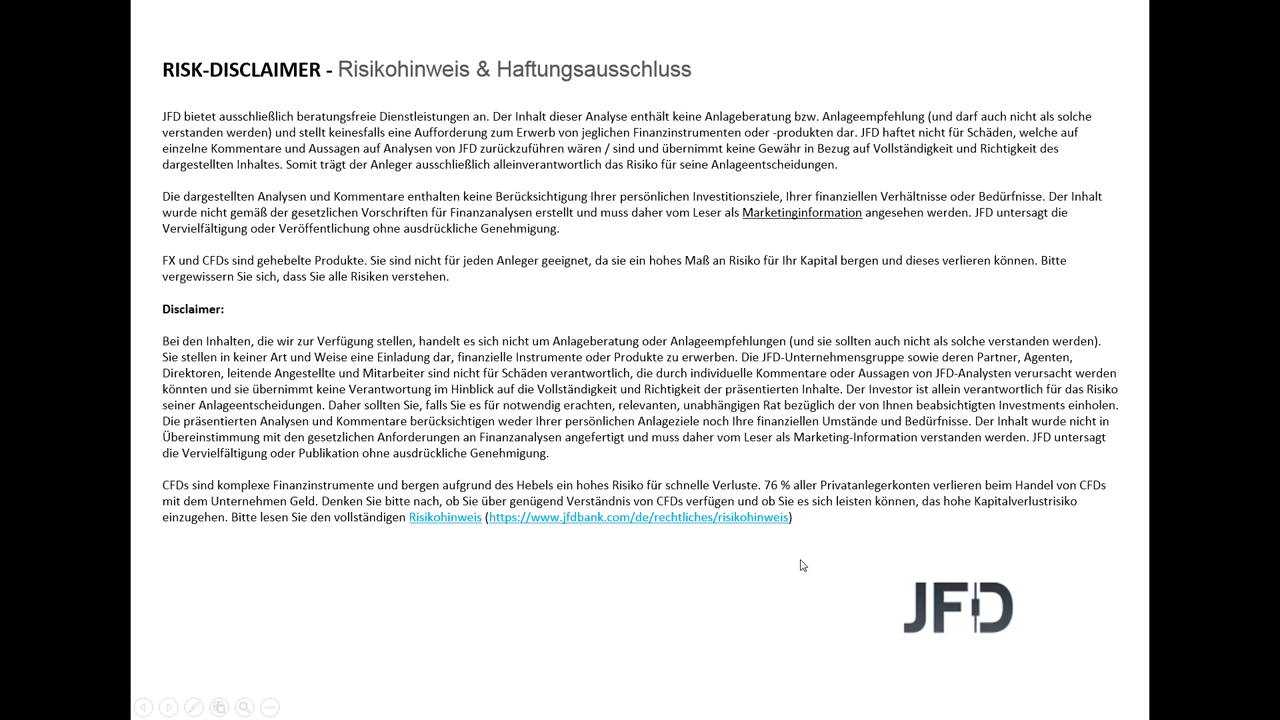 RISK-DISCLAIMER - Risikohinweis & Haftungsausschluss
JFD bietet ausschließlich beratungsfreie Dienstleistungen an. Der Inhalt dieser Analyse enthält keine Anlageberatung bzw. Anlageempfehlung (und darf auch nicht als solche
verstanden werden) und stellt keinesfalls eine Aufforderung zum Erwerb von jeglichen Finanzinstrumenten oder -produkten dar. JFD haftet nicht für Schäden, welche auf
einzelne Kommentare und Aussagen auf Analysen von JFD zurückzuführen wären / sind und übernimmt keine Gewähr in Bezug auf Vollständigkeit und Richtigkeit des
dargestellten Inhaltes. Somit trägt der Anleger ausschließlich alleinverantwortlich das Risiko für seine Anlageentscheidungen.
Die dargestellten Analysen und Kommentare enthalten keine Berücksichtigung Ihrer persönlichen Investitionsziele, Ihrer finanziellen Verhältnisse oder Bedürfnisse. Der Inhalt
wurde nicht gemäß der gesetzlichen Vorschriften für Finanzanalysen erstellt und muss daher vom Leser als Marketinginformation angesehen werden. JFD untersagt die
Vervielfältigung oder Veröffentlichung ohne ausdrückliche Genehmigung.
FX und CFDs sind gehebelte Produkte. Sie sind nicht für jeden Anleger geeignet, da sie ein hohes Maß an Risiko für Ihr Kapital bergen und dieses verlieren können. Bitte
vergewissern Sie sich, dass Sie alle Risiken verstehen.
Disclaimer:
Bei den Inhalten, die wir zur Verfügung stellen, handelt es sich nicht um Anlageberatung oder Anlageempfehlungen (und sie sollten auch nicht als solche verstanden werden).
Sie stellen in keiner Art und Weise eine Einladung dar, finanzielle Instrumente oder Produkte zu erwerben. Die JFD-Unternehmensgruppe sowie deren Partner, Agenten,
Direktoren, leitende Angestellte und Mitarbeiter sind nicht für Schäden verantwortlich, die durch individuelle Kommentare oder Aussagen von JFD-Analysten verursacht werden
könnten und sie übernimmt keine Verantwortung im Hinblick auf die Vollständigkeit und Richtigkeit der präsentierten Inhalte. Der Investor ist allein verantwortlich für das Risiko
seiner Anlageentscheidungen. Daher sollten Sie, falls Sie es für notwendig erachten, relevanten, unabhängigen Rat bezüglich der von Ihnen beabsichtigten Investments einholen.
Die präsentierten Analysen und Kommentare berücksichtigen weder Ihrer persönlichen Anlageziele noch Ihre finanziellen Umstände und Bedürfnisse. Der Inhalt wurde nicht in
Übereinstimmung mit den gesetzlichen Anforderungen an Finanzanalysen angefertigt und muss daher vom Leser als Marketing-Information verstanden werden. JFD untersagt
die Vervielfältigung oder Publikation ohne ausdrückliche Genehmigung.
CFDs sind komplexe Finanzinstrumente und bergen aufgrund des Hebels ein hohes Risiko für schnelle Verluste. 76 % aller Privatanlegerkonten verlieren beim Handel von CFDs
mit dem Unternehmen Geld. Denken Sie bitte nach, ob Sie über genügend Verständnis von CFDs verfügen und ob Sie es sich leisten können, das hohe Kapitalverlustrisiko
einzugehen. Bitte lesen Sie den vollständigen Risikohinweis (https://www.jfdbank.com/de/rechtliches/risikohinweis)
JFD